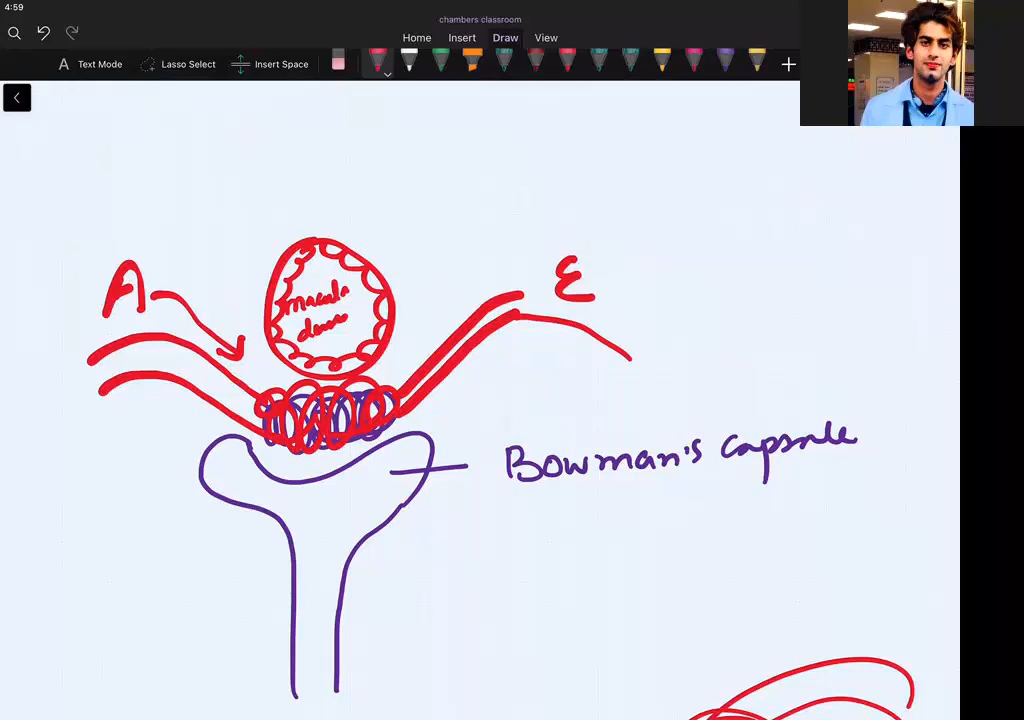 4:59
chambers classroom
Home Insert Draw View
A Text Mode Lasso Select Insert Space
A
E
macula
densa
Bowman's capsule